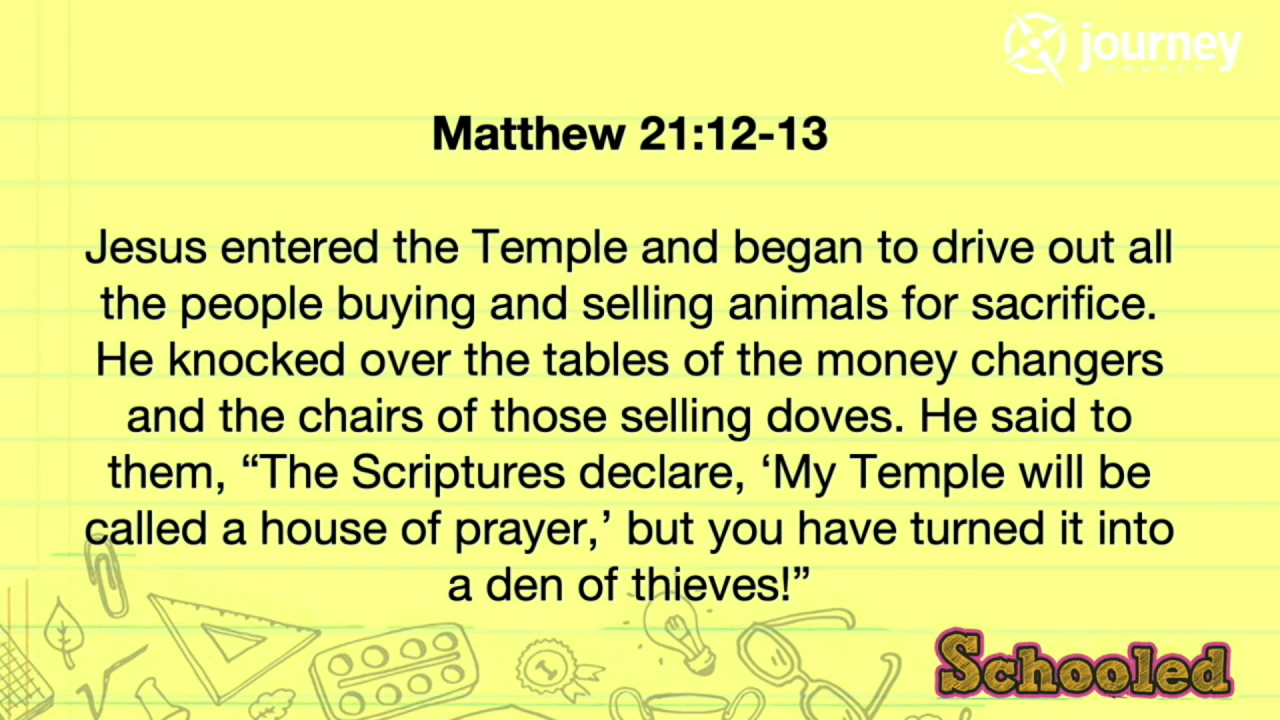 journey
CHURCH
Matthew 21:12-13
Jesus entered the Temple and began to drive out all
the people buying and selling animals for sacrifice.
He knocked over the tables of the money changers
and the chairs of those selling doves. He said to
them, “The Scriptures declare, ‘My Temple will be
called a house of prayer,’ but you have turned it into
a den of thieves!”
1
Schooled